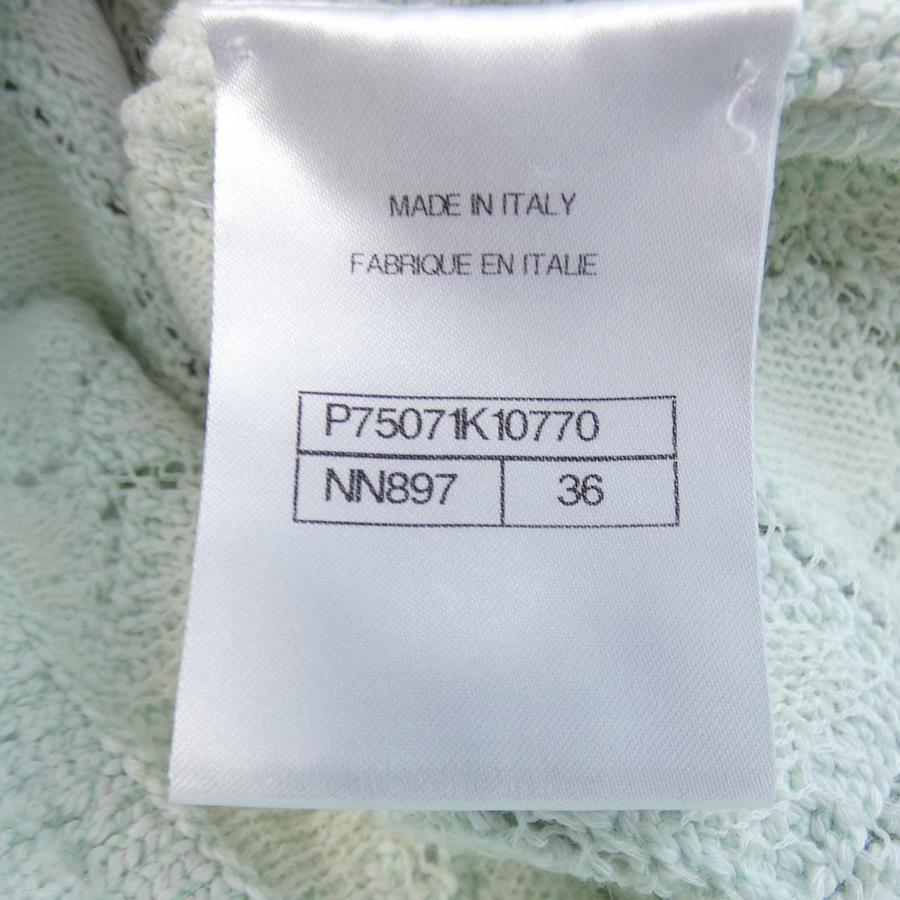 MADE IN ITALY
FABRIQUE EN ITALIE
P75071K10770
NN897 36